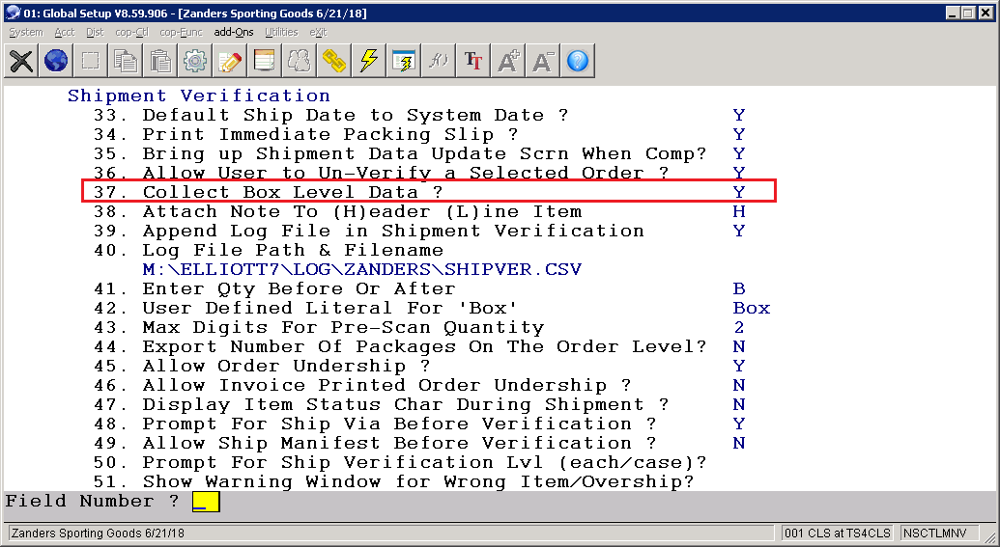 01: Global Setup V8.59.906 - [Zanders Sporting Goods 6/21/18]
System Acct Dist cop-Ctl cop-Func add-Ons Utilities eXit
f() TT A+ A- ?
Shipment Verification
33. Default Ship Date to System Date ? Y
34. Print Immediate Packing Slip ? Y
35. Bring up Shipment Data Update Scrn When Comp? Y
36. Allow User to Un-Verify a Selected Order ? Y
37. Collect Box Level Data ? Y
38. Attach Note To (H)eader (L)ine Item H
39. Append Log File in Shipment Verification Y
40. Log File Path & Filename
M:\ELLIOTT7\LOG\ZANDERS\SHIPVER.CSV
41. Enter Qty Before Or After B
42. User Defined Literal For 'Box' Box
43. Max Digits For Pre-Scan Quantity 2
44. Export Number Of Packages On The Order Level? N
45. Allow Order Undership ? Y
46. Allow Invoice Printed Order Undership ? N
47. Display Item Status Char During Shipment ? N
48. Prompt For Ship Via Before Verification ? Y
49. Allow Ship Manifest Before Verification ? N
50. Prompt For Ship Verification Lvl (each/case)?
51. Show Warning Window for Wrong Item/Overship?
Field Number ? _
Zanders Sporting Goods 6/21/18 001 CLS at TS4CLS NSCTLMNV